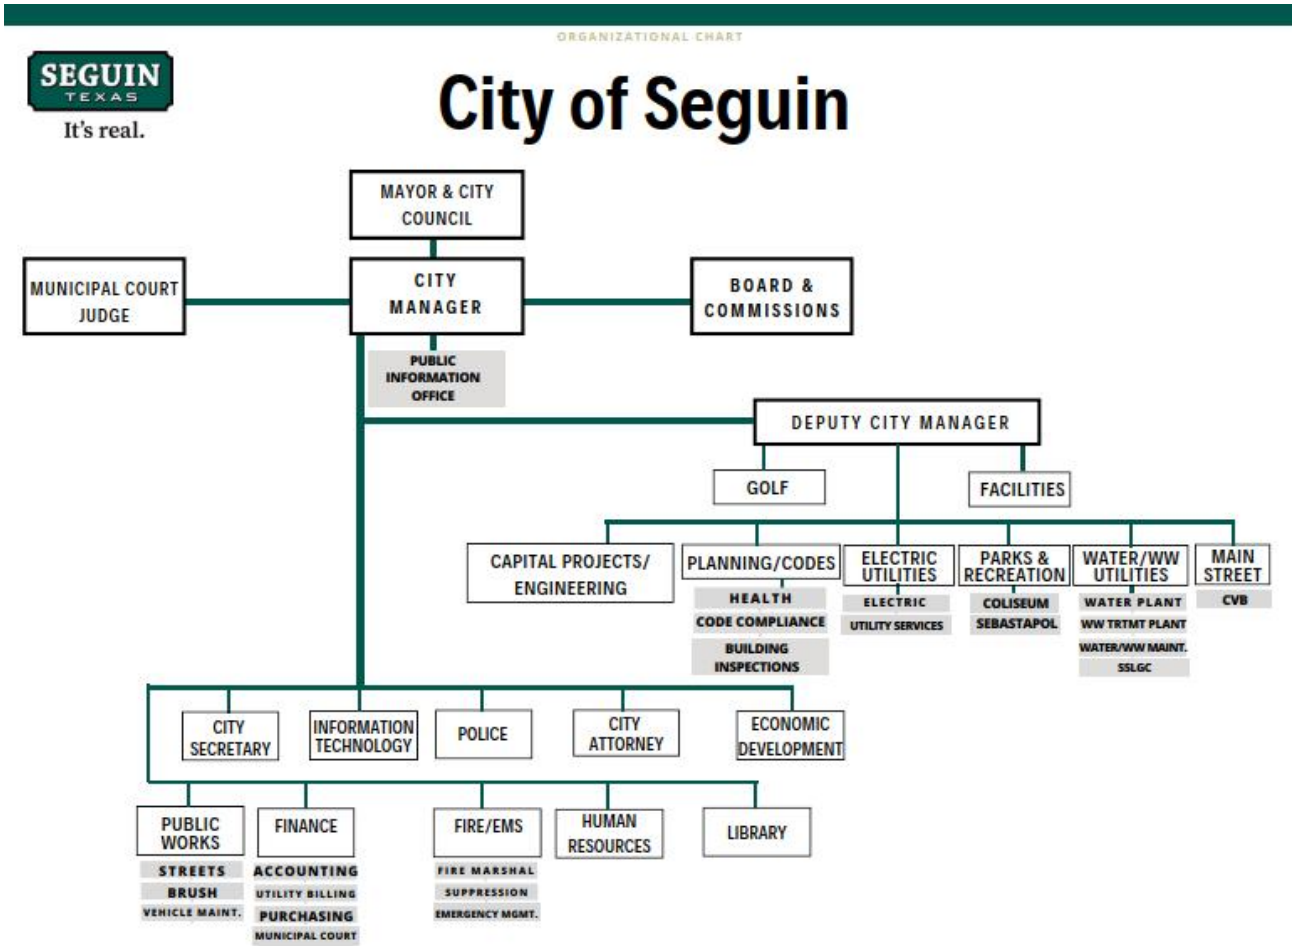 ORGANIZATIONAL CHART
SEGUIN
TEXAS
It's real.
City of Seguin
MAYOR & CITY
COUNCIL
MUNICIPAL COURT
JUDGE
CITY
MANAGER
BOARD &
COMMISSIONS
PUBLIC
INFORMATION
OFFICE
DEPUTY CITY MANAGER
GOLF
FACILITIES
CAPITAL PROJECTS/
ENGINEERING
PLANNING/CODES
HEALTH
CODE COMPLIANCE
BUILDING
INSPECTIONS
ELECTRIC
UTILITIES
ELECTRIC
UTILITY SERVICES
PARKS &
RECREATION
COLISEUM
SEBASTAPOL
WATER/WW
UTILITIES
WATER PLANT
WW TRTMT PLANT
WATER/WW MAINT.
SSLGC
MAIN
STREET
CVB
CITY
SECRETARY
INFORMATION
TECHNOLOGY
POLICE
CITY
ATTORNEY
ECONOMIC
DEVELOPMENT
PUBLIC
WORKS
STREETS
BRUSH
VEHICLE MAINT.
FINANCE
ACCOUNTING
UTILITY BILLING
PURCHASING
MUNICIPAL COURT
FIRE/EMS
FIRE MARSHAL
SUPPRESSION
EMERGENCY MGMT.
HUMAN
RESOURCES
LIBRARY